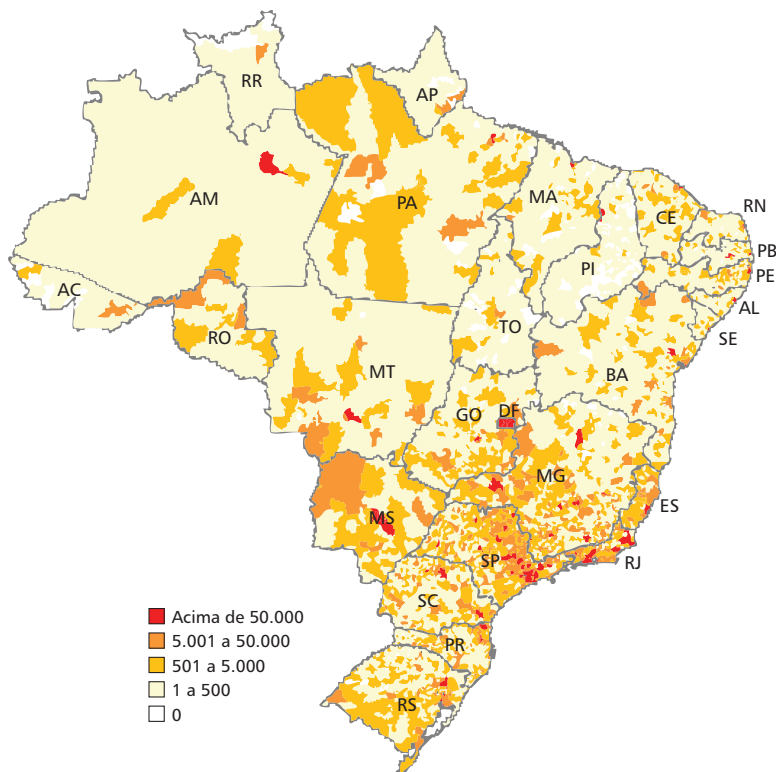 RR
AP
AM
PA
MA
CE
RN
PB
PE
AL
SE
PI
AC
RO
TO
MT
BA
GO
DF
MG
ES
MS
SP
RJ
SC
PR
RS
Acima de 50.000
5.001 a 50.000
501 a 5.000
1 a 500
0